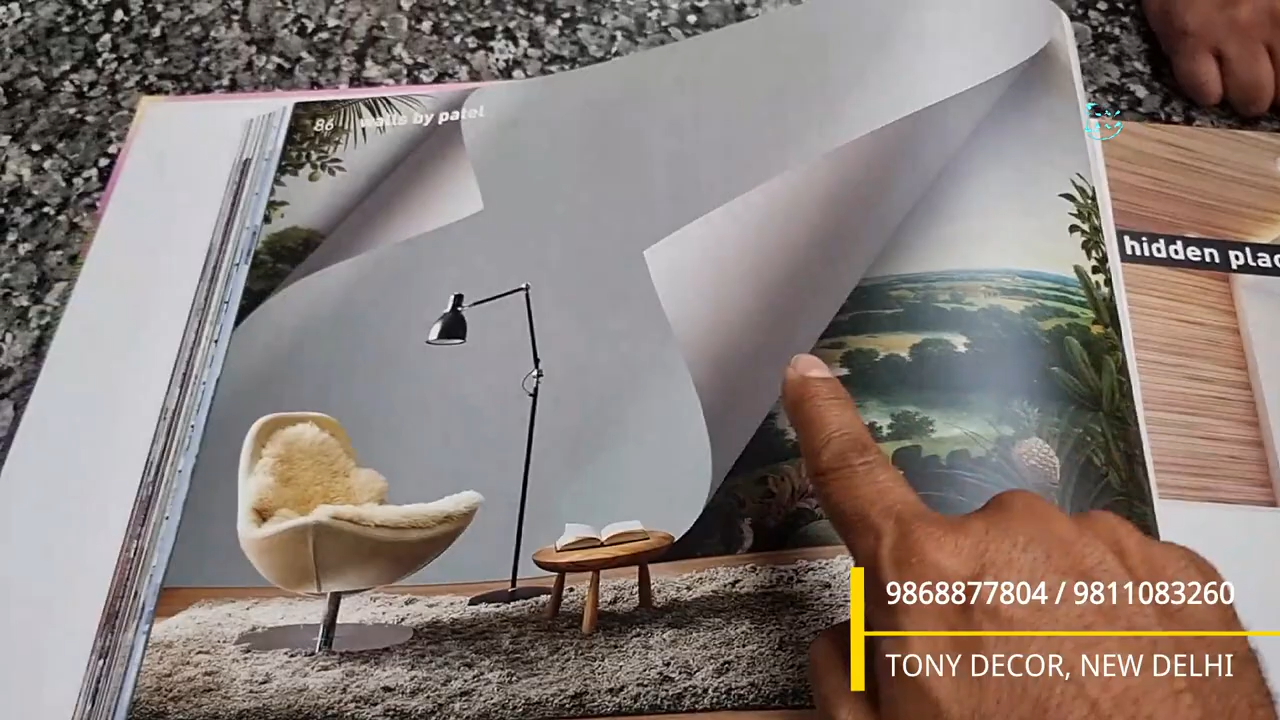 86 walls by patel
hidden plac
9868877804 / 9811083260
TONY DECOR, NEW DELHI